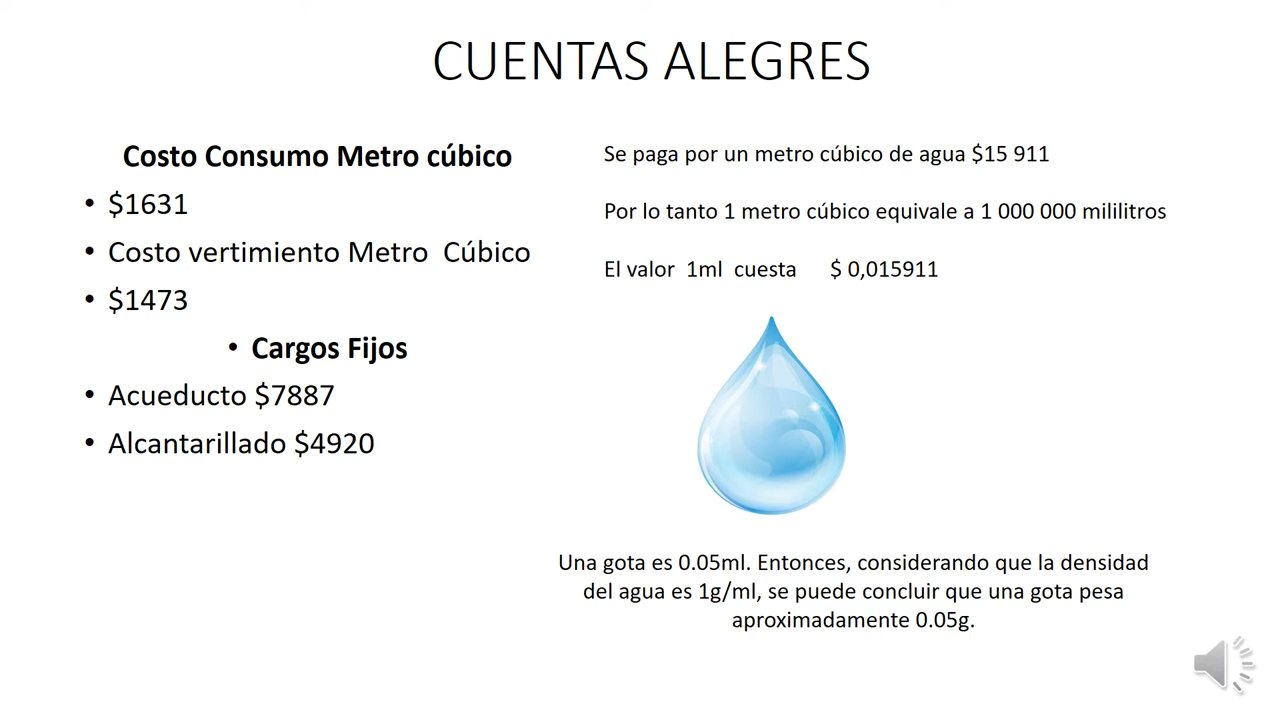 CUENTAS ALEGRES
Costo Consumo Metro cúbico
• $1631
• Costo vertimiento Metro Cúbico
• $1473
• Cargos Fijos
• Acueducto $7887
• Alcantarillado $4920
Se paga por un metro cúbico de agua $15 911
Por lo tanto 1 metro cúbico equivale a 1 000 000 mililitros
El valor 1ml cuesta $ 0,015911
Una gota es 0.05ml. Entonces, considerando que la densidad
del agua es 1g/ml, se puede concluir que una gota pesa
aproximadamente 0.05g.